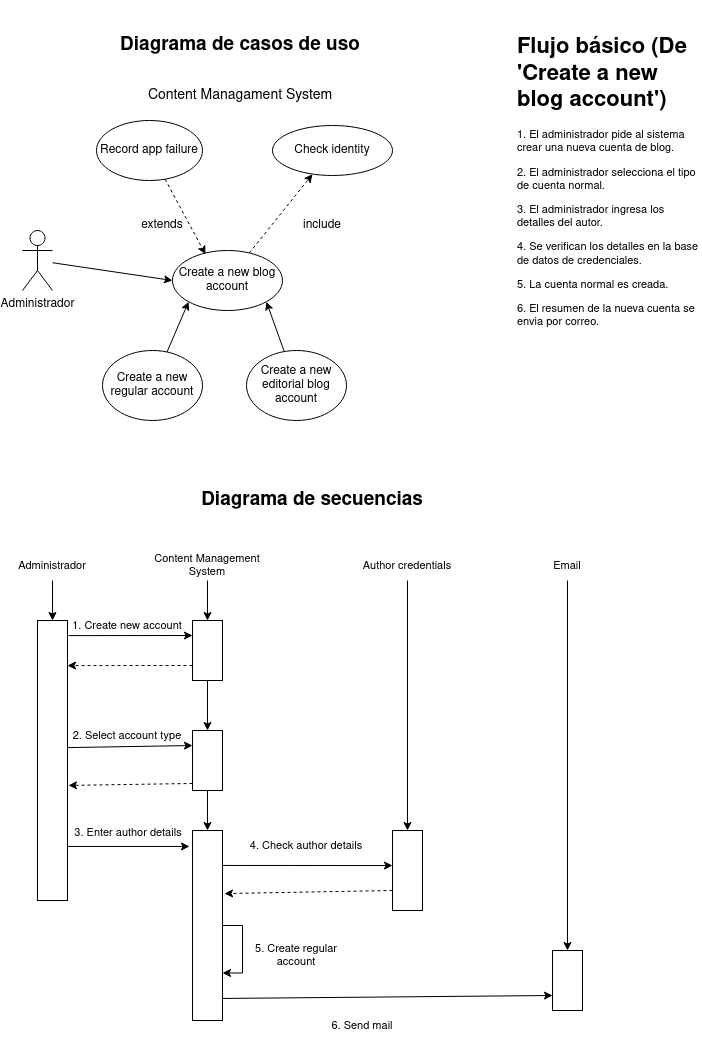 Diagrama de casos de uso
Content Managament System
Record app failure
Check identity
extends
include
Administrador
Create a new blog
account
Create a new
regular account
Create a new
editorial blog
account
Flujo básico (De
'Create a new
blog account')
1. El administrador pide al sistema
crear una nueva cuenta de blog.
2. El administrador selecciona el tipo
de cuenta normal.
3. El administrador ingresa los
detalles del autor.
4. Se verifican los detalles en la base
de datos de credenciales.
5. La cuenta normal es creada.
6. El resumen de la nueva cuenta se
envia por correo.
Diagrama de secuencias
Administrador
Content Management
System
Author credentials
Email
1. Create new account
2. Select account type
3. Enter author details
4. Check author details
5. Create regular
account
6. Send mail